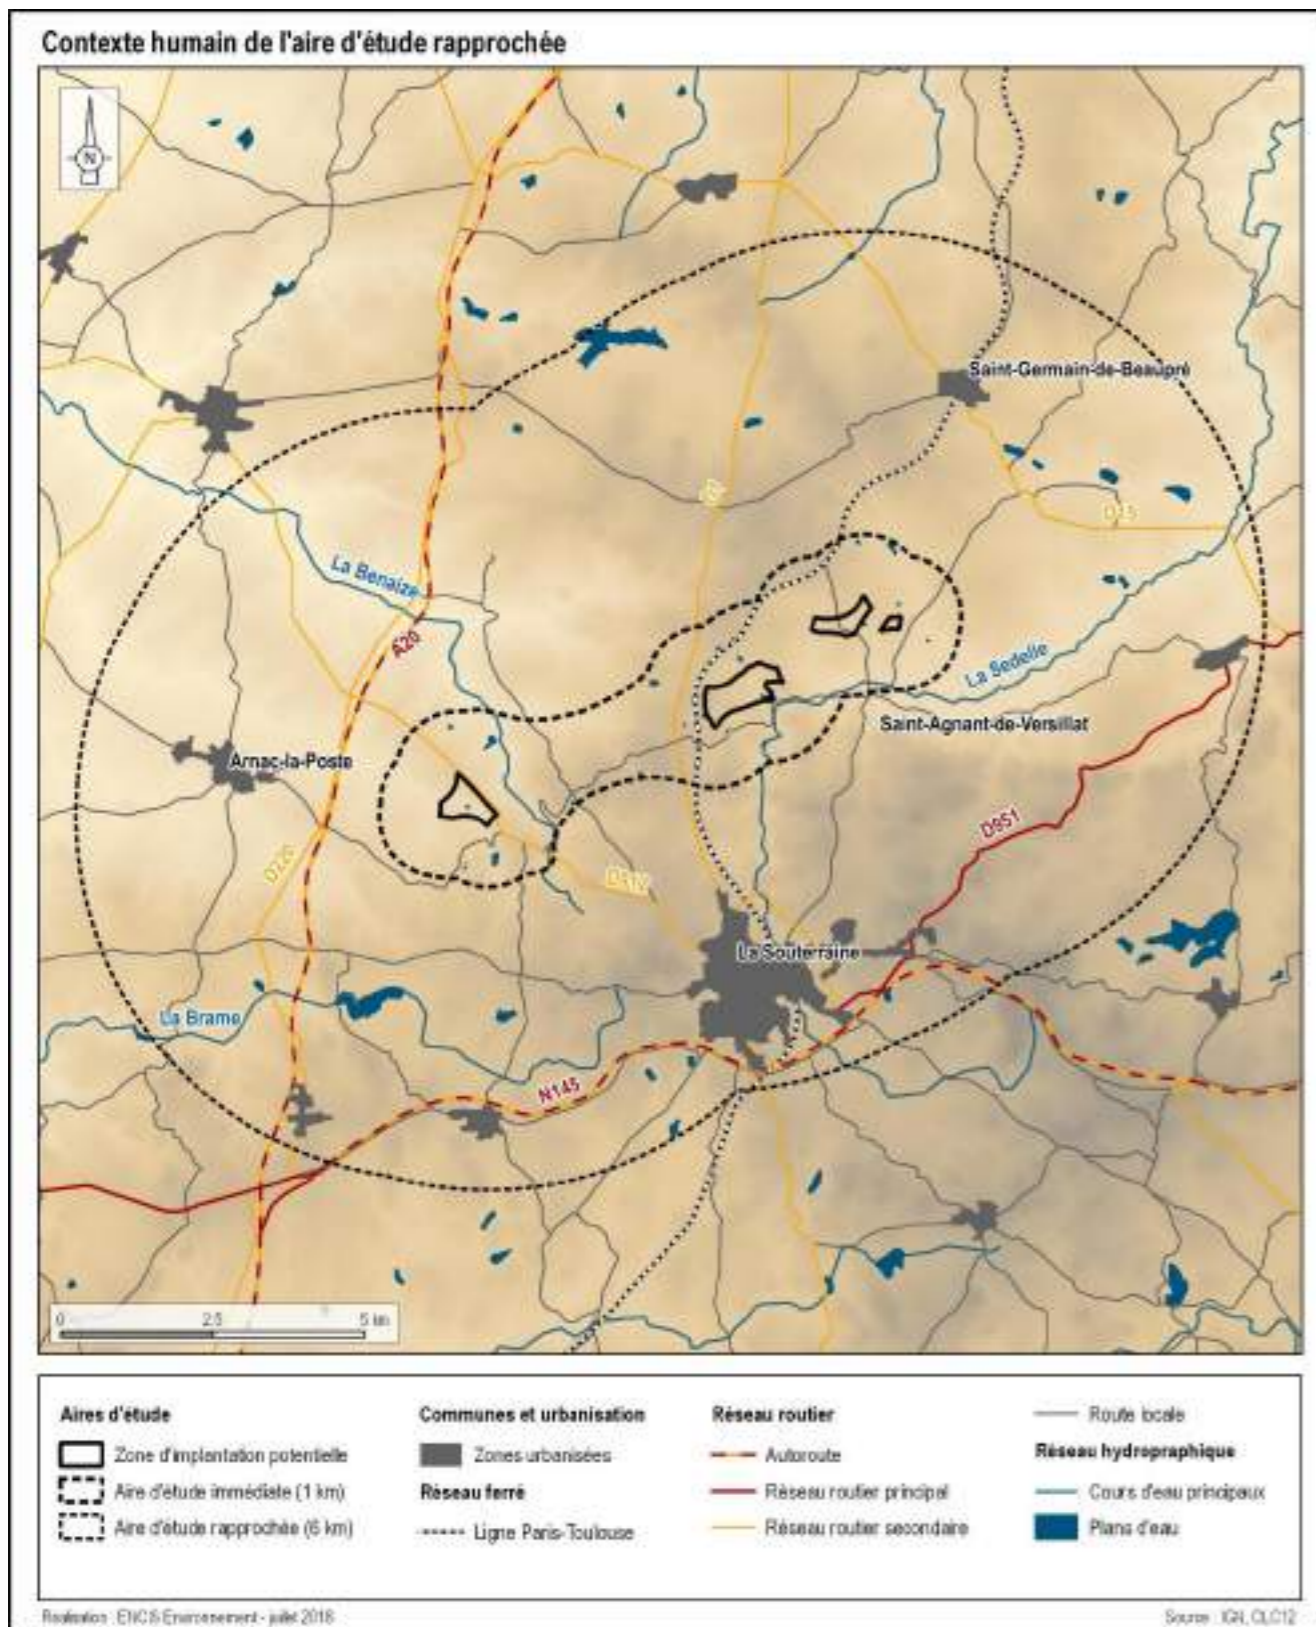 Contexte humain de l'aire d'étude rapprochée
N
Saint-Germain-de-Beaupré
La Benaize
A20
La Sedelle
Saint-Agnant-de-Versillat
Arnac-la-Poste
D951
D220
D912
La Souterraine
La Brame
N145
0 2.5 5 km
Aires d'étude
Zone d'implantation potentielle
Aire d'étude immédiate (1 km)
Aire d'étude rapprochée (6 km)
Communes et urbanisation
Zones urbanisées
Réseau ferré
Ligne Paris-Toulouse
Réseau routier
Autoroute
Réseau routier principal
Réseau routier secondaire
Route locale
Réseau hydropraphique
Cours d'eau principaux
Plans d'eau
Réalisation : ENCIS Environnement - juillet 2018
Source : IGN, CLC12